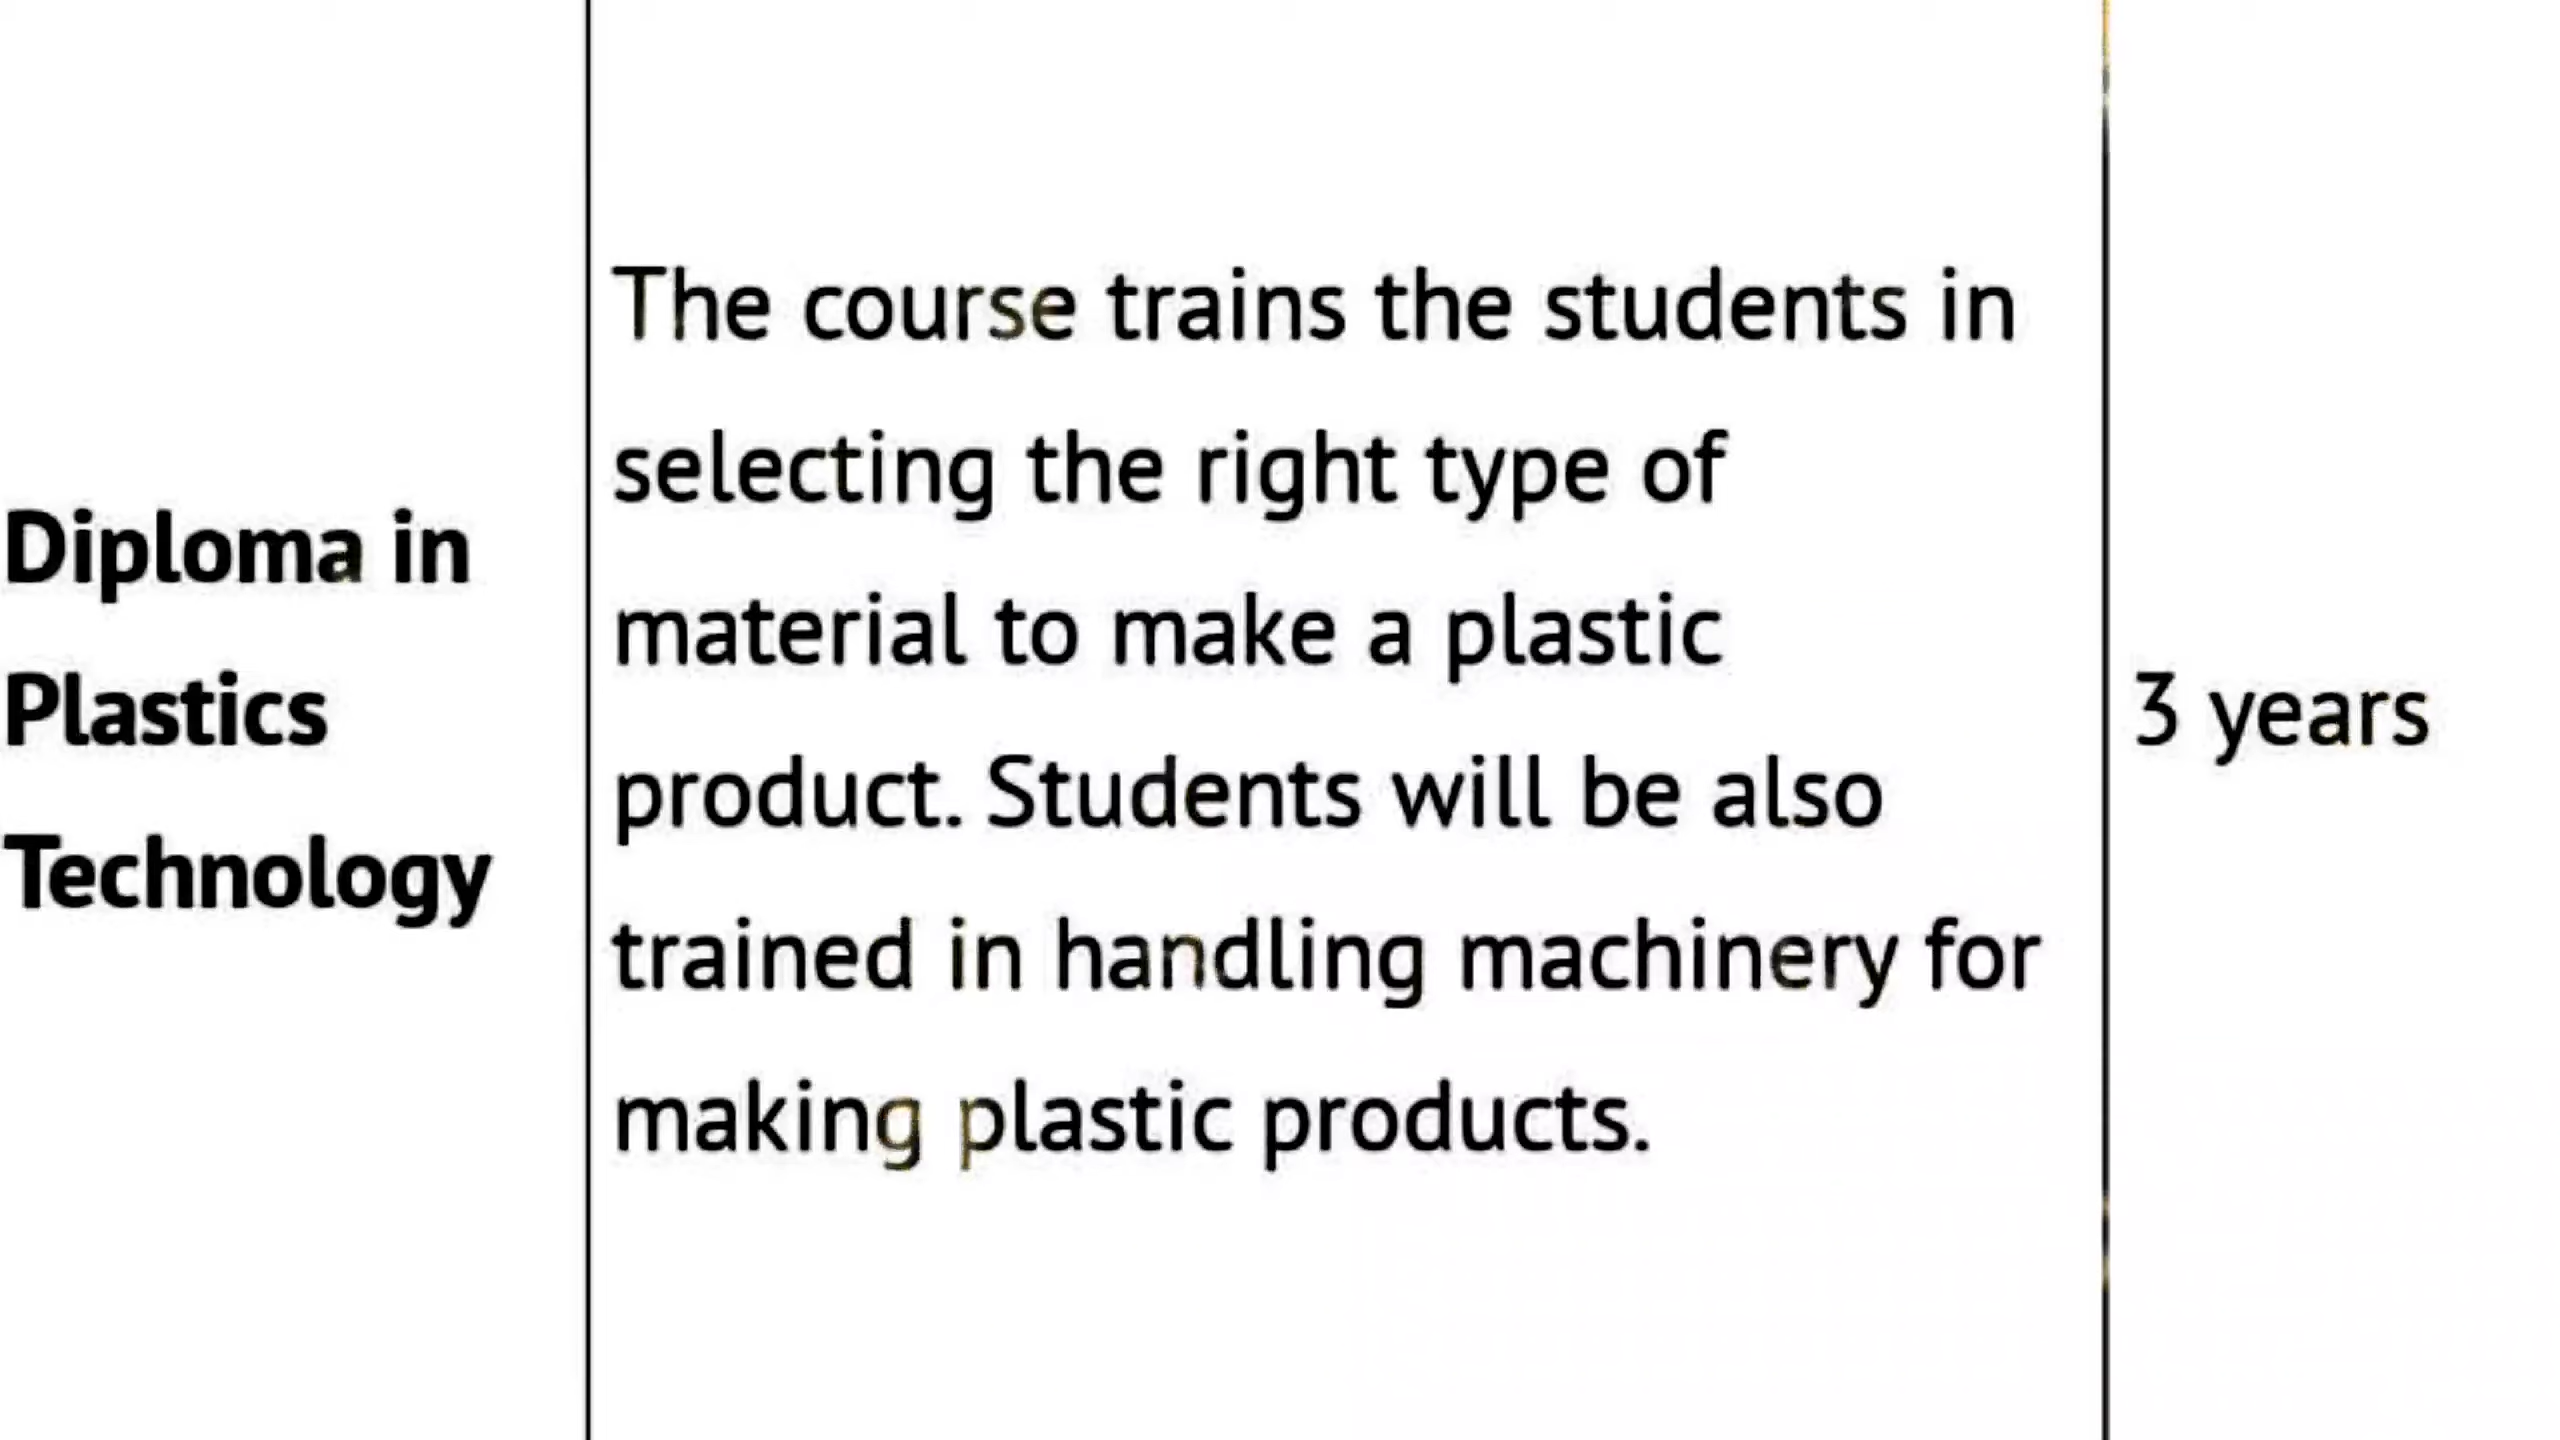 Diploma in
Plastics
Technology
The course trains the students in
selecting the right type of
material to make a plastic
product. Students will be also
trained in handling machinery for
making plastic products.
3 years